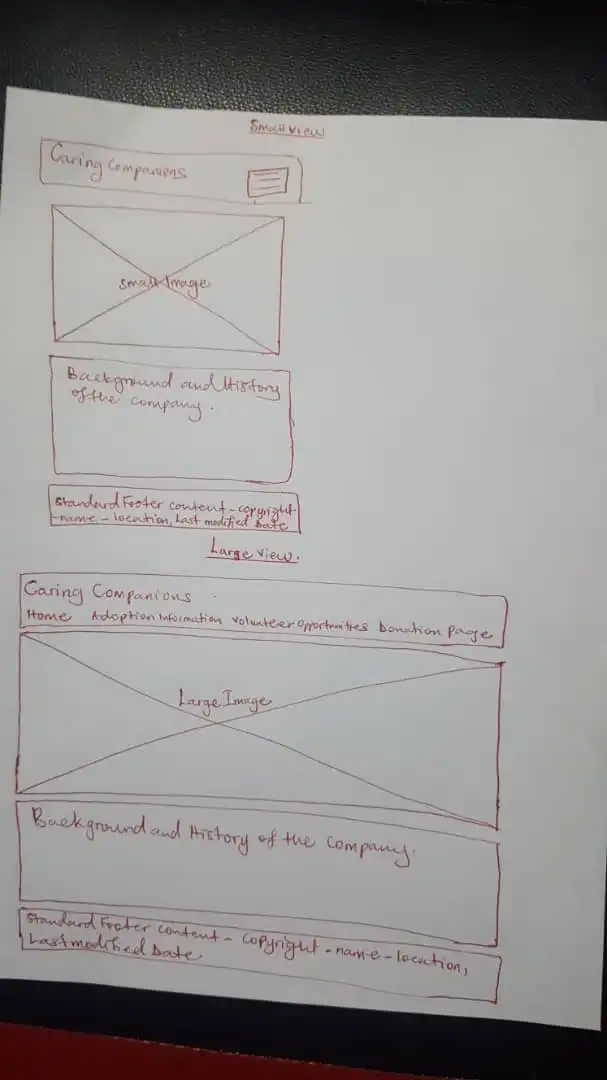 Small View
Caring Companions
Small Image
Background and History
of the company.
Standard Footer content - copyright-
-name - location, Last modified Date
Large view.
Caring Companions
Home Adoption Information Volunteer opportunities Donation Page
Large Image
Background and History of the company.
Standard Footer content - copyright - name - location,
Last modified Date